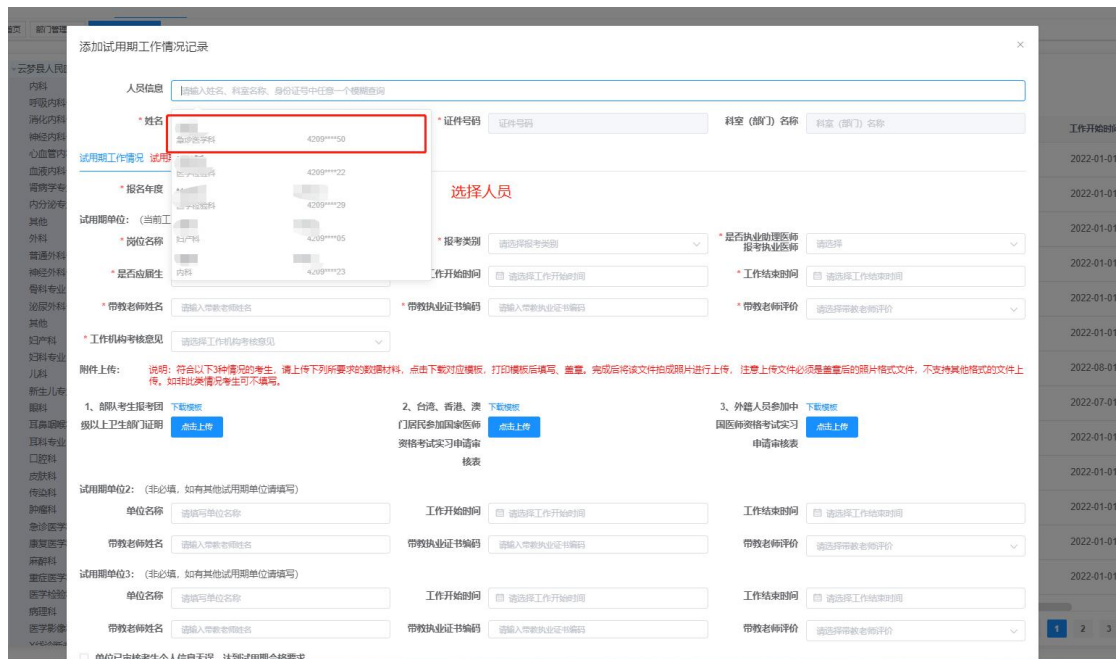 部门管理
添加试用期工作情况记录
云梦县人民
内科
呼吸内科
消化内科
神经内科
心血管内
血液内科
肾病学专
内分泌专
其他
外科
普通外科
神经外科
骨科专业
泌尿外科
其他
妇产科
妇科专业
儿科
新生儿专
眼科
耳鼻咽喉
耳科专业
口腔科
皮肤科
传染科
肿瘤科
急诊医学
康复医学
麻醉科
重症医学
医学检验
病理科
医学影像
人员信息 请输入姓名、科室名称、身份证号中任意一个模糊查询
* 姓名 * 证件号码 证件号码 科室（部门）名称 科室（部门）名称
急诊医学科 4209****50
4209****22
医学检验科 4209****29
妇产科 4209****05
内科 4209****23
试用期工作情况 试用
* 报名年度
选择人员
试用期单位：（当前工
* 岗位名称 * 报考类别 请选择报考类别 * 是否执业助理医师报考执业医师 请选择
* 是否应届生 工作开始时间 请选择工作开始时间 * 工作结束时间 请选择工作结束时间
* 带教老师姓名 请输入带教老师姓名 * 带教执业证书编码 请输入带教执业证书编码 * 带教老师评价 请选择带教老师评价
* 工作机构考核意见 请选择工作机构考核意见
附件上传： 说明：符合以下3种情况的考生，请上传下列所要求的数据材料，点击下载对应模板，打印模板后填写、盖章。完成后将该文件拍成照片进行上传， 注意上传文件必须是盖章后的照片格式文件，不支持其他格式的文件上
传。如非此类情况考生可不填写。
1、部队考生报考团级以上卫生部门证明 下载模板 点击上传
2、台湾、香港、澳门居民参加国家医师资格考试实习申请审核表 下载模板 点击上传
3、外籍人员参加中国医师资格考试实习申请审核表 下载模板 点击上传
试用期单位2：（非必填，如有其他试用期单位请填写）
单位名称 请填写单位名称 工作开始时间 请选择工作开始时间 工作结束时间 请选择工作结束时间
带教老师姓名 请输入带教老师姓名 带教执业证书编码 请输入带教执业证书编码 带教老师评价 请选择带教老师评价
试用期单位3：（非必填，如有其他试用期单位请填写）
单位名称 请填写单位名称 工作开始时间 请选择工作开始时间 工作结束时间 请选择工作结束时间
带教老师姓名 请输入带教老师姓名 带教执业证书编码 请输入带教执业证书编码 带教老师评价 请选择带教老师评价
单位已审核考生个人信息无误，达到试用期合格要求
工作开始时间
2022-01-01
2022-01-01
2022-01-01
2022-01-01
2022-01-01
2022-01-01
2022-01-01
2022-08-01
2022-07-01
2022-01-01
2022-01-01
2022-01-01
2022-01-01
2022-01-01
1 2 3